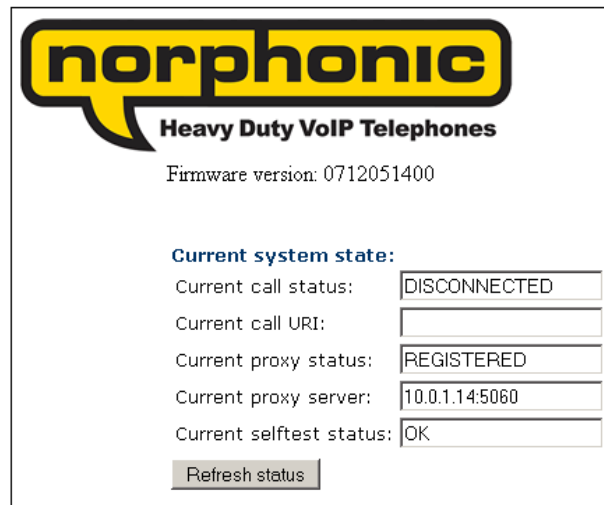 norphonic
Heavy Duty VoIP Telephones
Firmware version: 0712051400
Current system state:
Current call status: DISCONNECTED
Current call URI:
Current proxy status: REGISTERED
Current proxy server: 10.0.1.14:5060
Current selftest status: OK
Refresh status